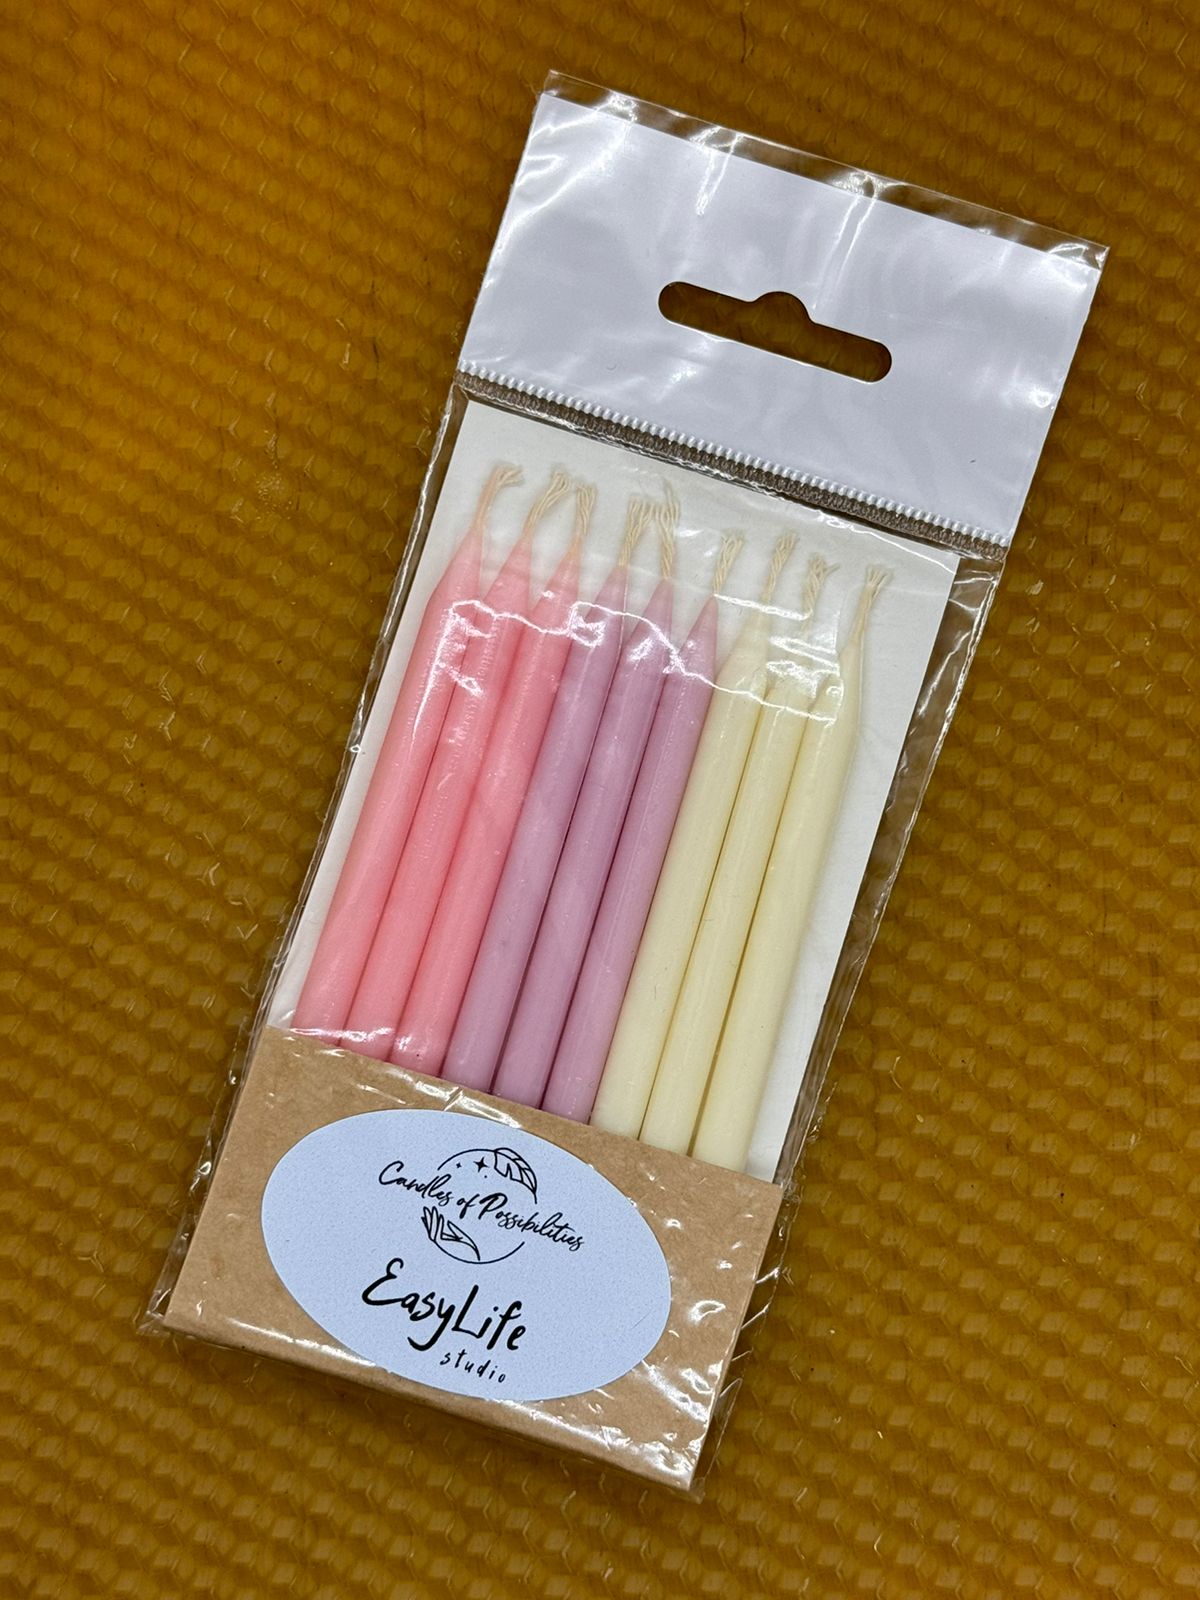 Candles of Possibilities
EasyLife
studio